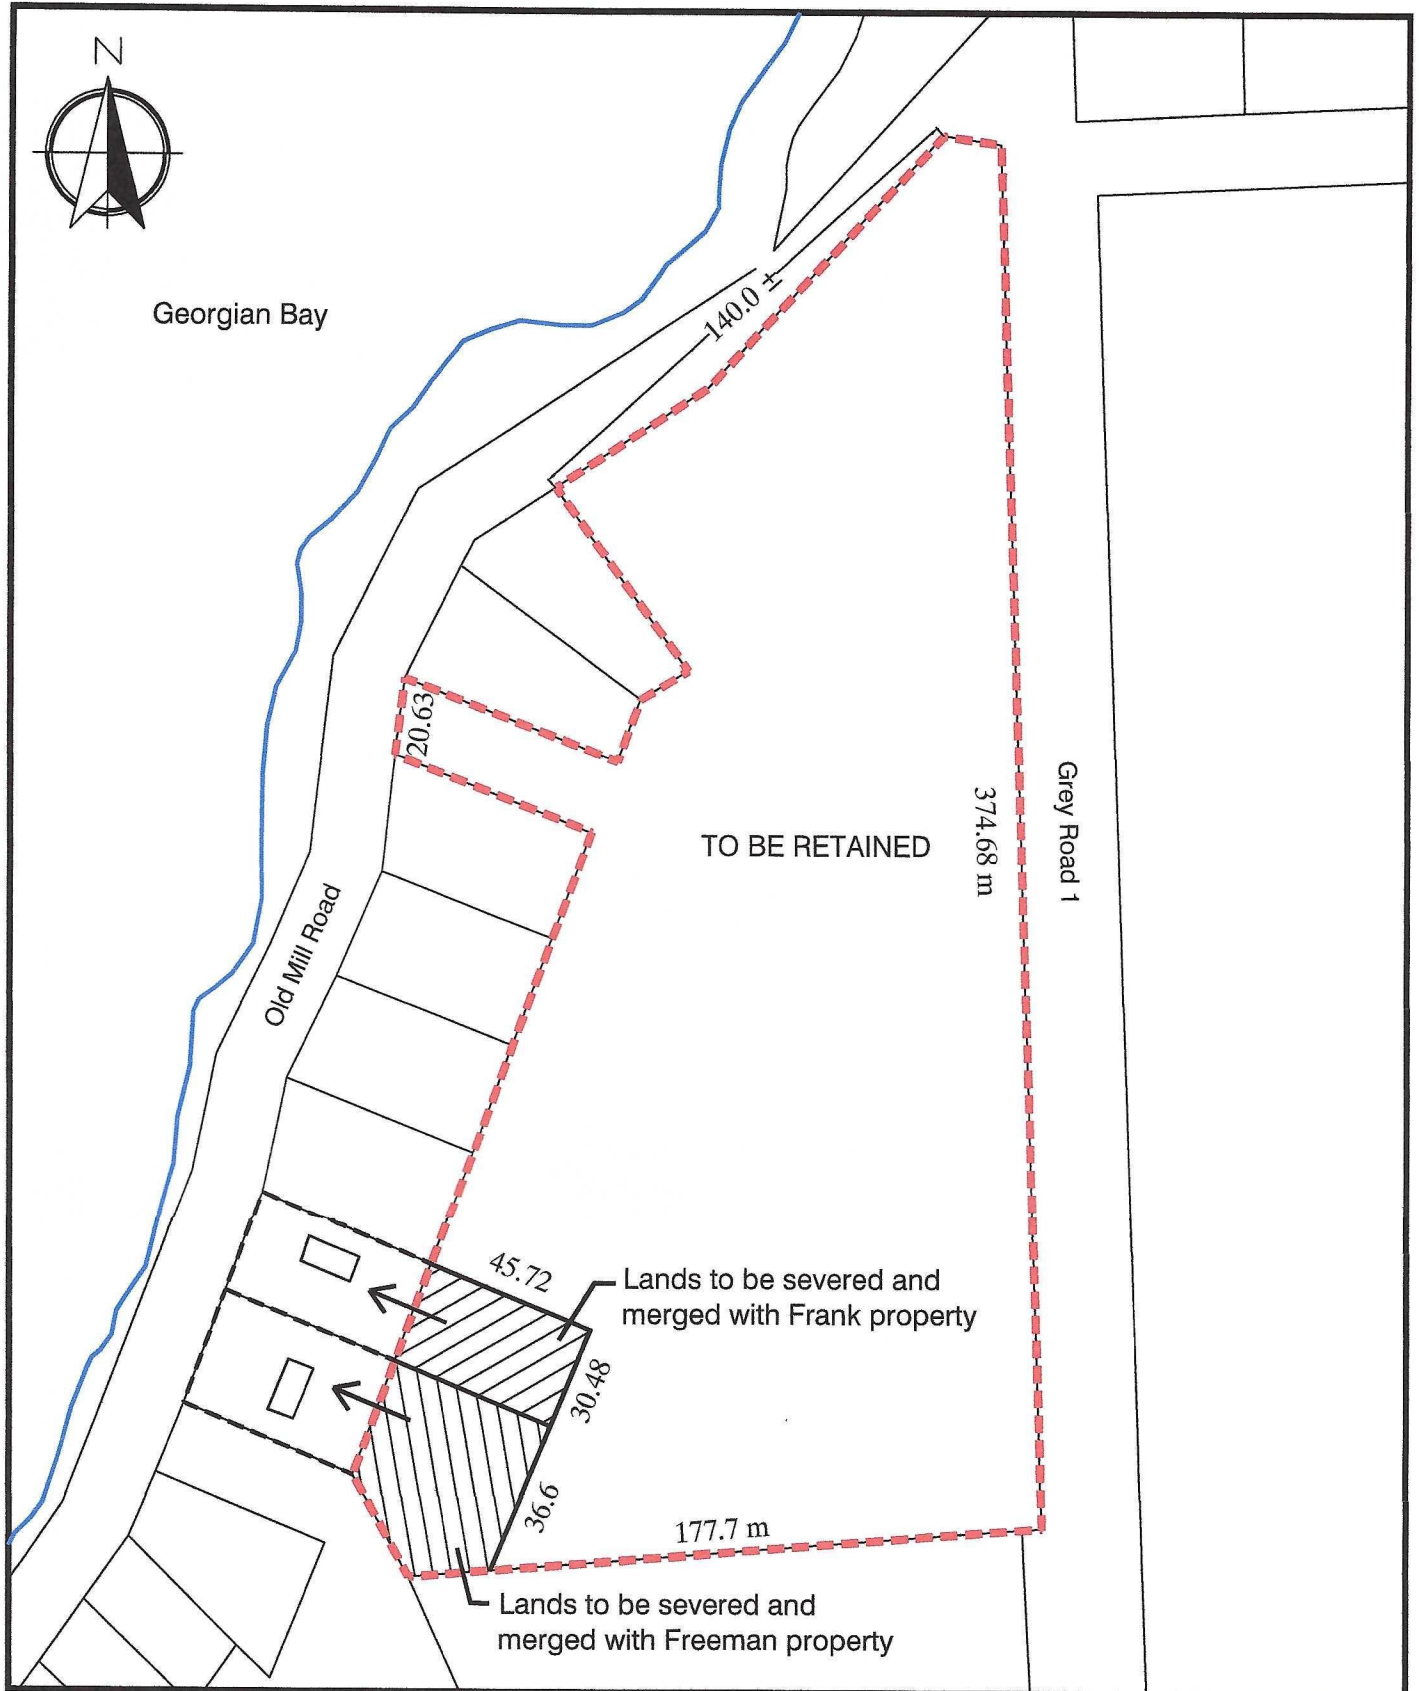 N
Georgian Bay
140.0 ±
20.63
TO BE RETAINED
374.68 m
Grey Road 1
Old Mill Road
45.72
Lands to be severed and
merged with Frank property
30.48
36.6
177.7 m
Lands to be severed and
merged with Freeman property